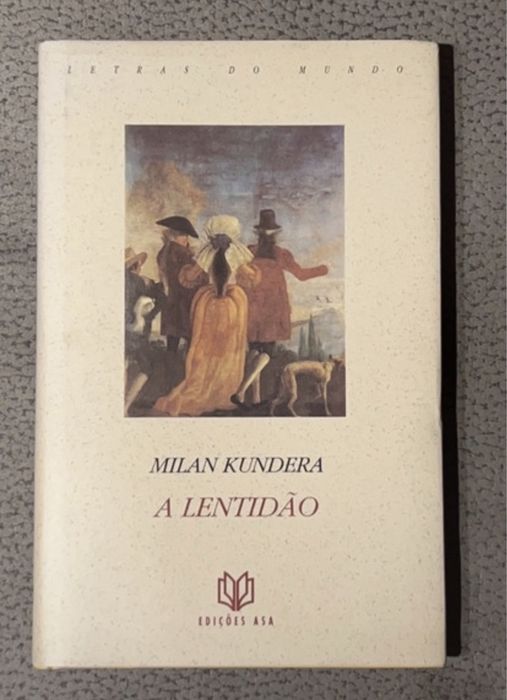 LETRAS DO MUNDO
MILAN KUNDERA
A LENTIDÃO
EDIÇÕES ASA